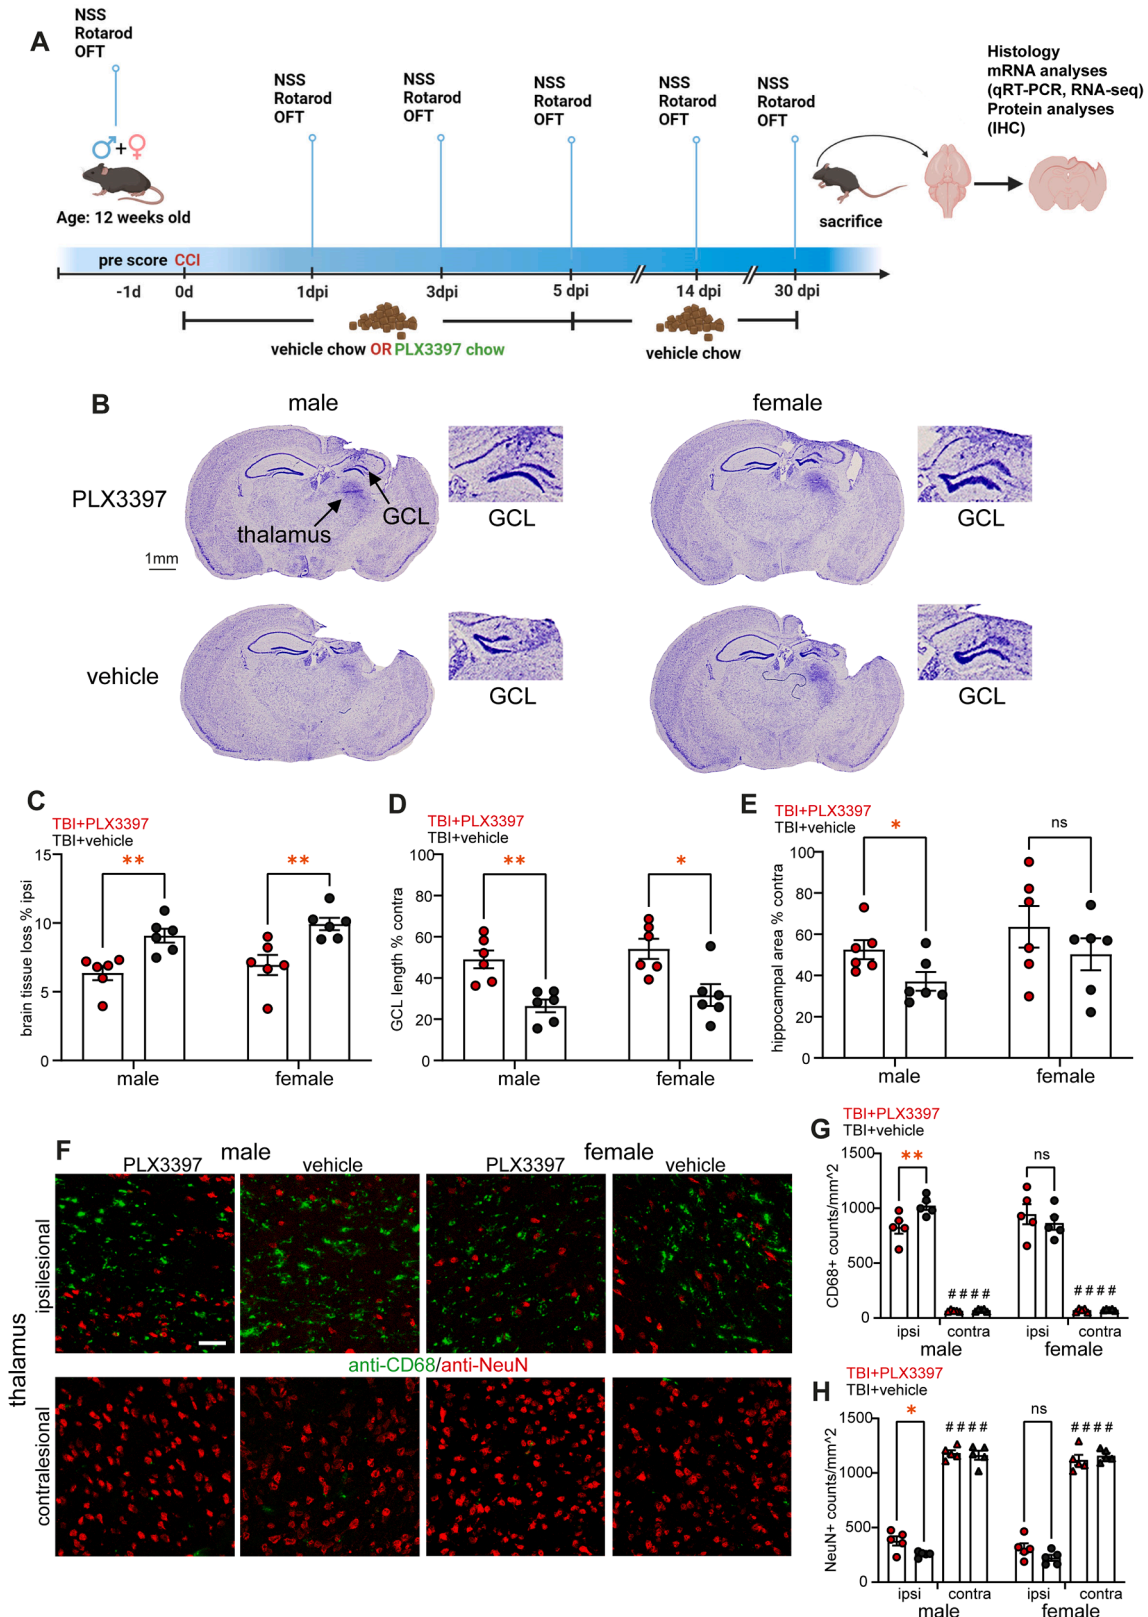 A
NSS
Rotarod
OFT
NSS
Rotarod
OFT
NSS
Rotarod
OFT
NSS
Rotarod
OFT
NSS
Rotarod
OFT
NSS
Rotarod
OFT
Histology
mRNA analyses
(qRT-PCR, RNA-seq)
Protein analyses
(IHC)
♂+♀
Age: 12 weeks old
sacrifice
pre score CCI
-1d 0d 1dpi 3dpi 5 dpi 14 dpi 30 dpi
vehicle chow OR PLX3397 chow
vehicle chow
B
male female
PLX3397
thalamus
GCL
GCL
GCL
1mm
vehicle
GCL
GCL
C
TBI+PLX3397
TBI+vehicle
brain tissue loss % ipsi
15
10
5
0
** **
male female
D
TBI+PLX3397
TBI+vehicle
GCL length % contra
100
80
60
40
20
0
** *
male female
E
TBI+PLX3397
TBI+vehicle
hippocampal area % contra
100
80
60
40
20
0
* ns
male female
F
male female
PLX3397 vehicle PLX3397 vehicle
thalamus
ipsilesional
anti-CD68/anti-NeuN
contralesional
G
TBI+PLX3397
TBI+vehicle
CD68+ counts/mm^2
1500
1000
500
0
** ns
#### ####
ipsi contra ipsi contra
male female
H
TBI+PLX3397
TBI+vehicle
NeuN+ counts/mm^2
1500
1000
500
0
* #### ns ####
ipsi contra ipsi contra
male female